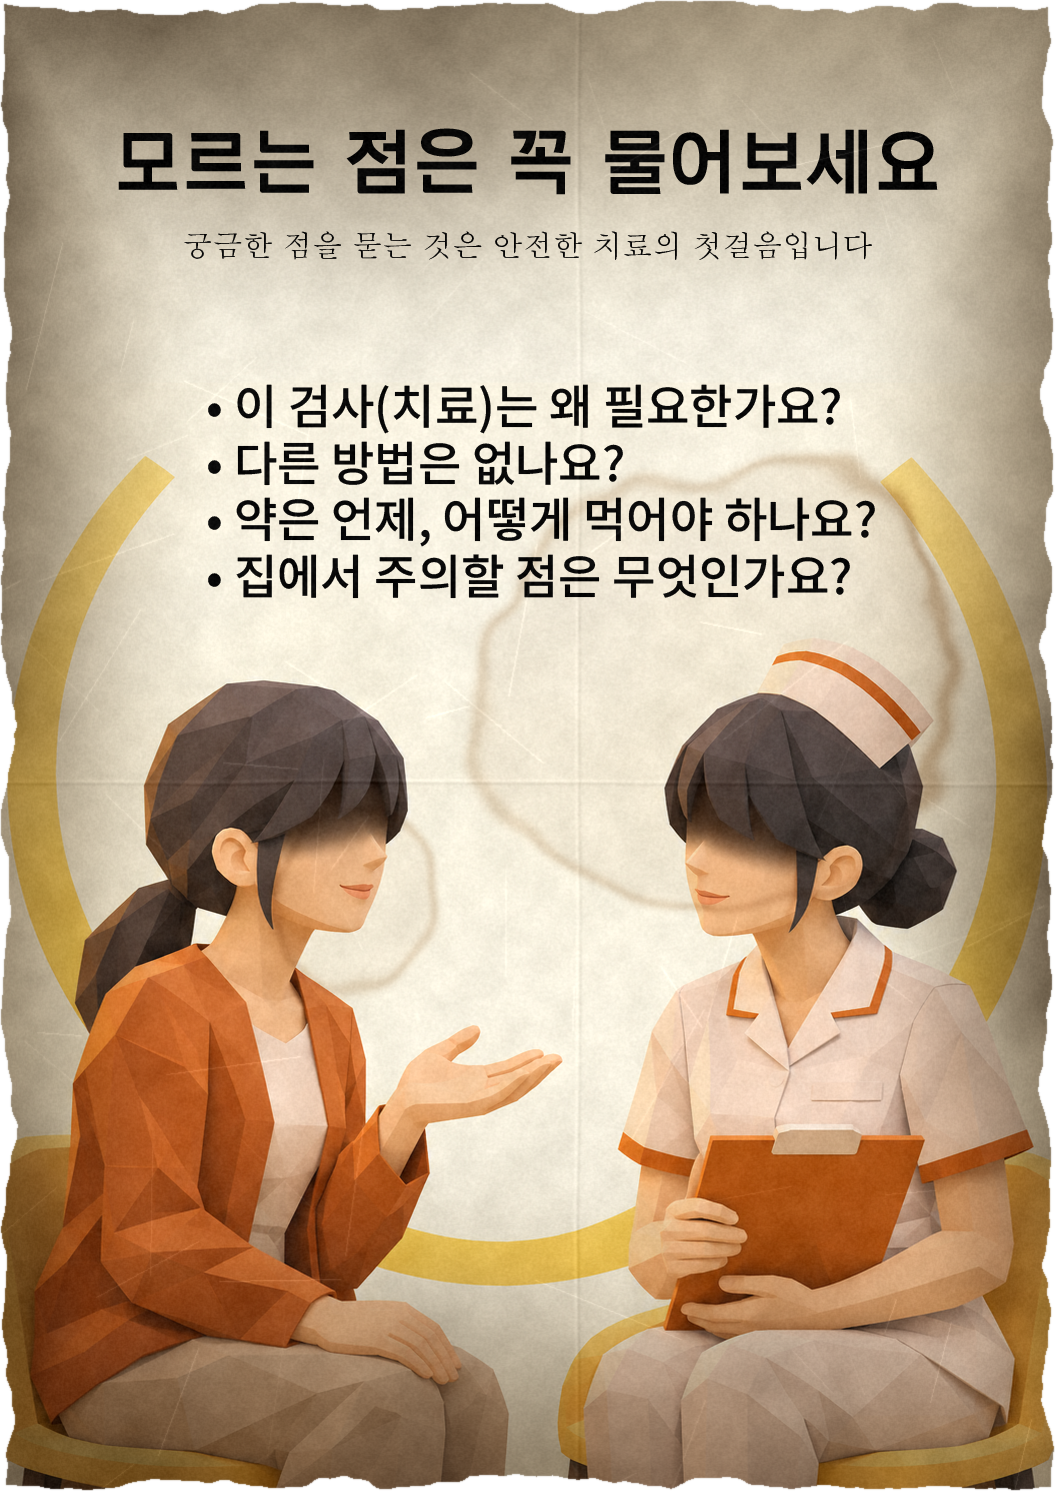 모르는 점은 꼭 물어보세요
궁금한 점을 묻는 것은 안전한 치료의 첫걸음입니다
• 이 검사(치료)는 왜 필요한가요?
• 다른 방법은 없나요?
• 약은 언제, 어떻게 먹어야 하나요?
• 집에서 주의할 점은 무엇인가요?